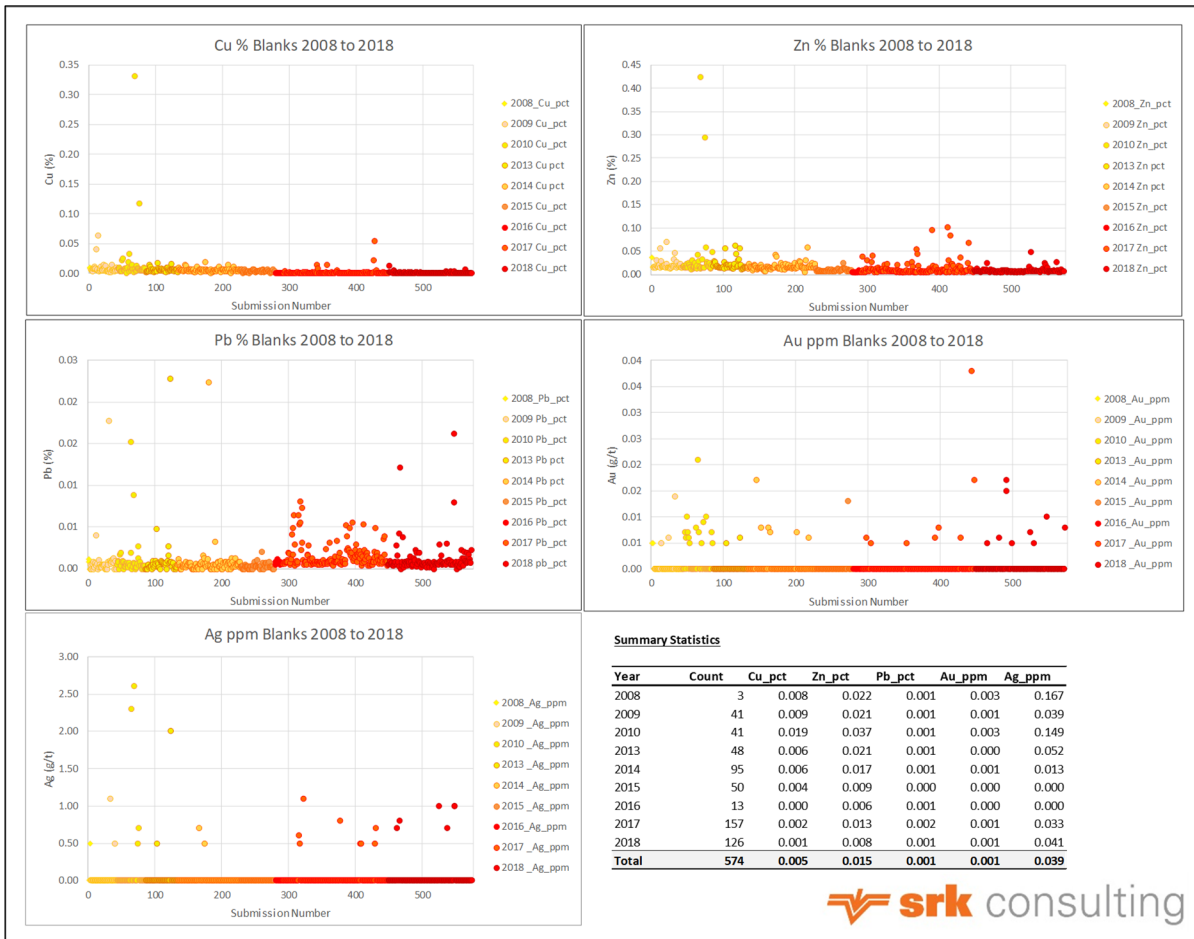 Cu % Blanks 2008 to 2018
0.35
0.30
0.25
0.20
0.15
0.10
0.05
0.00
Cu (%)
0 100 200 300 400 500
Submission Number
2008_Cu_pct
2009 Cu_pct
2010 Cu_pct
2013 Cu pct
2014 Cu pct
2015 Cu_pct
2016 Cu_pct
2017 Cu_pct
2018 Cu_pct
Zn % Blanks 2008 to 2018
0.45
0.40
0.35
0.30
0.25
0.20
0.15
0.10
0.05
0.00
Zn (%)
0 100 200 300 400 500
Submission Number
2008_Zn_pct
2009 Zn_pct
2010 Zn_pct
2013 Zn pct
2014 Zn pct
2015 Zn_pct
2016 Zn_pct
2017 Zn_pct
2018 Zn_pct
Pb % Blanks 2008 to 2018
0.03
0.02
0.02
0.01
0.01
0.00
Pb (%)
0 100 200 300 400 500
Submission Number
2008_Pb_pct
2009 Pb_pct
2010 Pb_pct
2013 Pb pct
2014 Pb pct
2015 Pb_pct
2016 Pb_pct
2017 Pb_pct
2018 pb_pct
Au ppm Blanks 2008 to 2018
0.04
0.04
0.03
0.03
0.02
0.02
0.01
0.01
0.00
Au (g/t)
0 100 200 300 400 500
Submission Number
2008_Au_ppm
2009 _Au_ppm
2010 _Au_ppm
2013 _Au_ppm
2014 _Au_ppm
2015 _Au_ppm
2016_Au_ppm
2017 _Au_ppm
2018 _Au_ppm
Ag ppm Blanks 2008 to 2018
3.00
2.50
2.00
1.50
1.00
0.50
0.00
Ag (g/t)
0 100 200 300 400 500
Submission Number
2008_Ag_ppm
2009 _Ag_ppm
2010 _Ag_ppm
2013 _Ag_ppm
2014 _Ag_ppm
2015 _Ag_ppm
2016_Ag_ppm
2017 _Ag_ppm
2018 _Ag_ppm
Summary Statistics
Year Count Cu_pct Zn_pct Pb_pct Au_ppm Ag_ppm
2008 3 0.008 0.022 0.001 0.003 0.167
2009 41 0.009 0.021 0.001 0.001 0.039
2010 41 0.019 0.037 0.001 0.003 0.149
2013 48 0.006 0.021 0.001 0.000 0.052
2014 95 0.006 0.017 0.001 0.001 0.013
2015 50 0.004 0.009 0.000 0.000 0.000
2016 13 0.000 0.006 0.001 0.000 0.000
2017 157 0.002 0.013 0.002 0.001 0.033
2018 126 0.001 0.008 0.001 0.001 0.041
Total 574 0.005 0.015 0.001 0.001 0.039
srk consulting